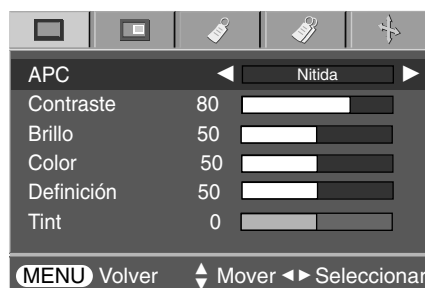 APC Nitida
Contraste 80
Brillo 50
Color 50
Definición 50
Tint 0
MENU Volver Mover Seleccionar